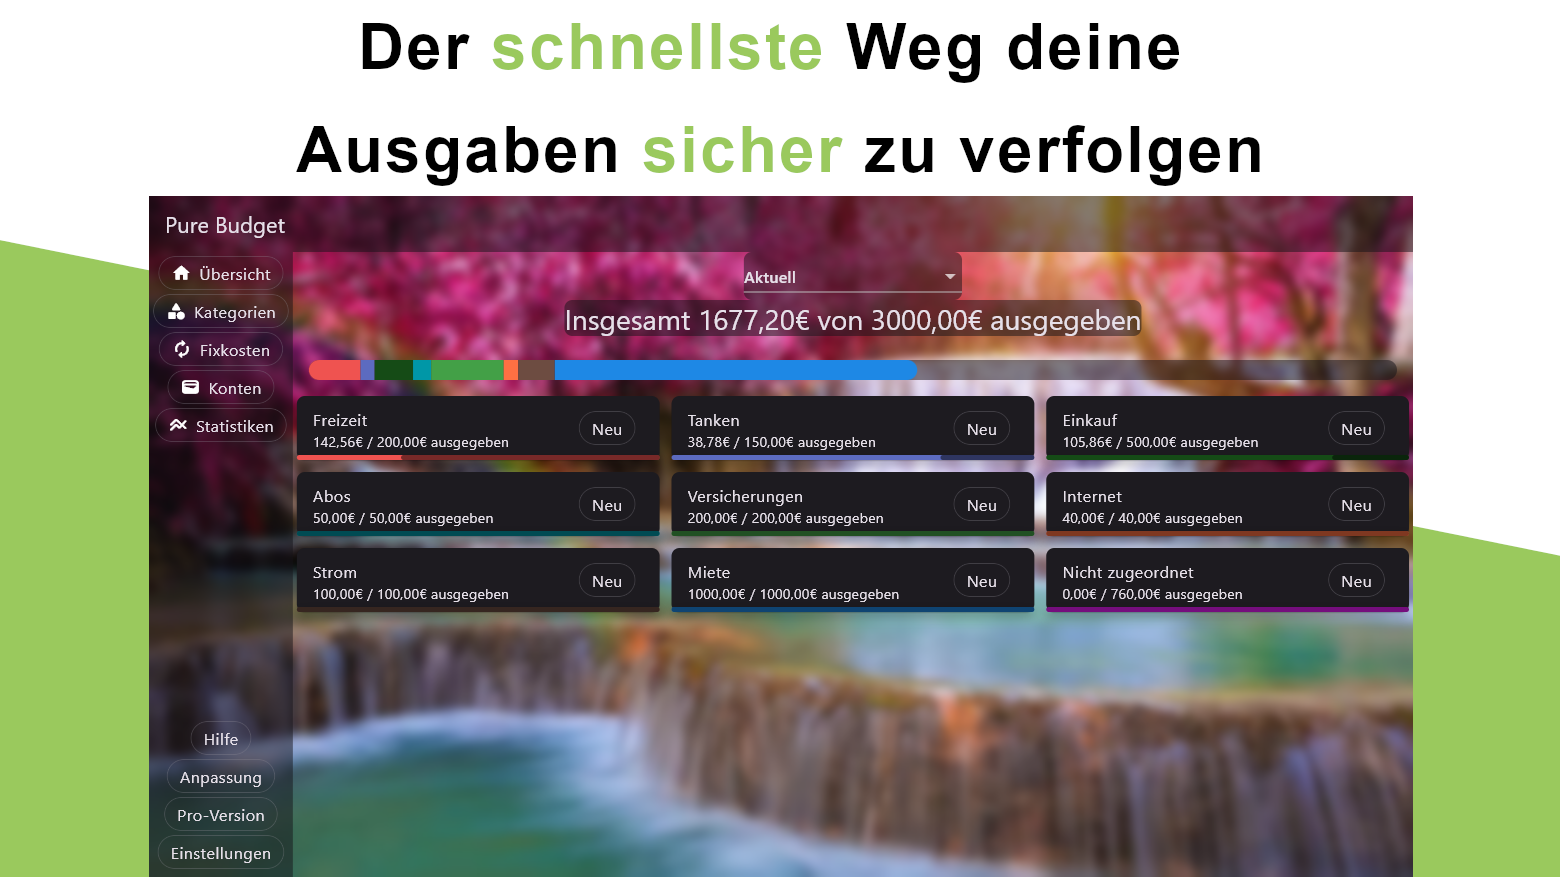 Der schnellste Weg deine
Ausgaben sicher zu verfolgen
Pure Budget
Übersicht
Kategorien
Fixkosten
Konten
Statistiken
Hilfe
Anpassung
Pro-Version
Einstellungen
Aktuell
Insgesamt 1677,20€ von 3000,00€ ausgegeben
Freizeit
142,56€ / 200,00€ ausgegeben
Neu
Tanken
38,78€ / 150,00€ ausgegeben
Neu
Einkauf
105,86€ / 500,00€ ausgegeben
Neu
Abos
50,00€ / 50,00€ ausgegeben
Neu
Versicherungen
200,00€ / 200,00€ ausgegeben
Neu
Internet
40,00€ / 40,00€ ausgegeben
Neu
Strom
100,00€ / 100,00€ ausgegeben
Neu
Miete
1000,00€ / 1000,00€ ausgegeben
Neu
Nicht zugeordnet
0,00€ / 760,00€ ausgegeben
Neu